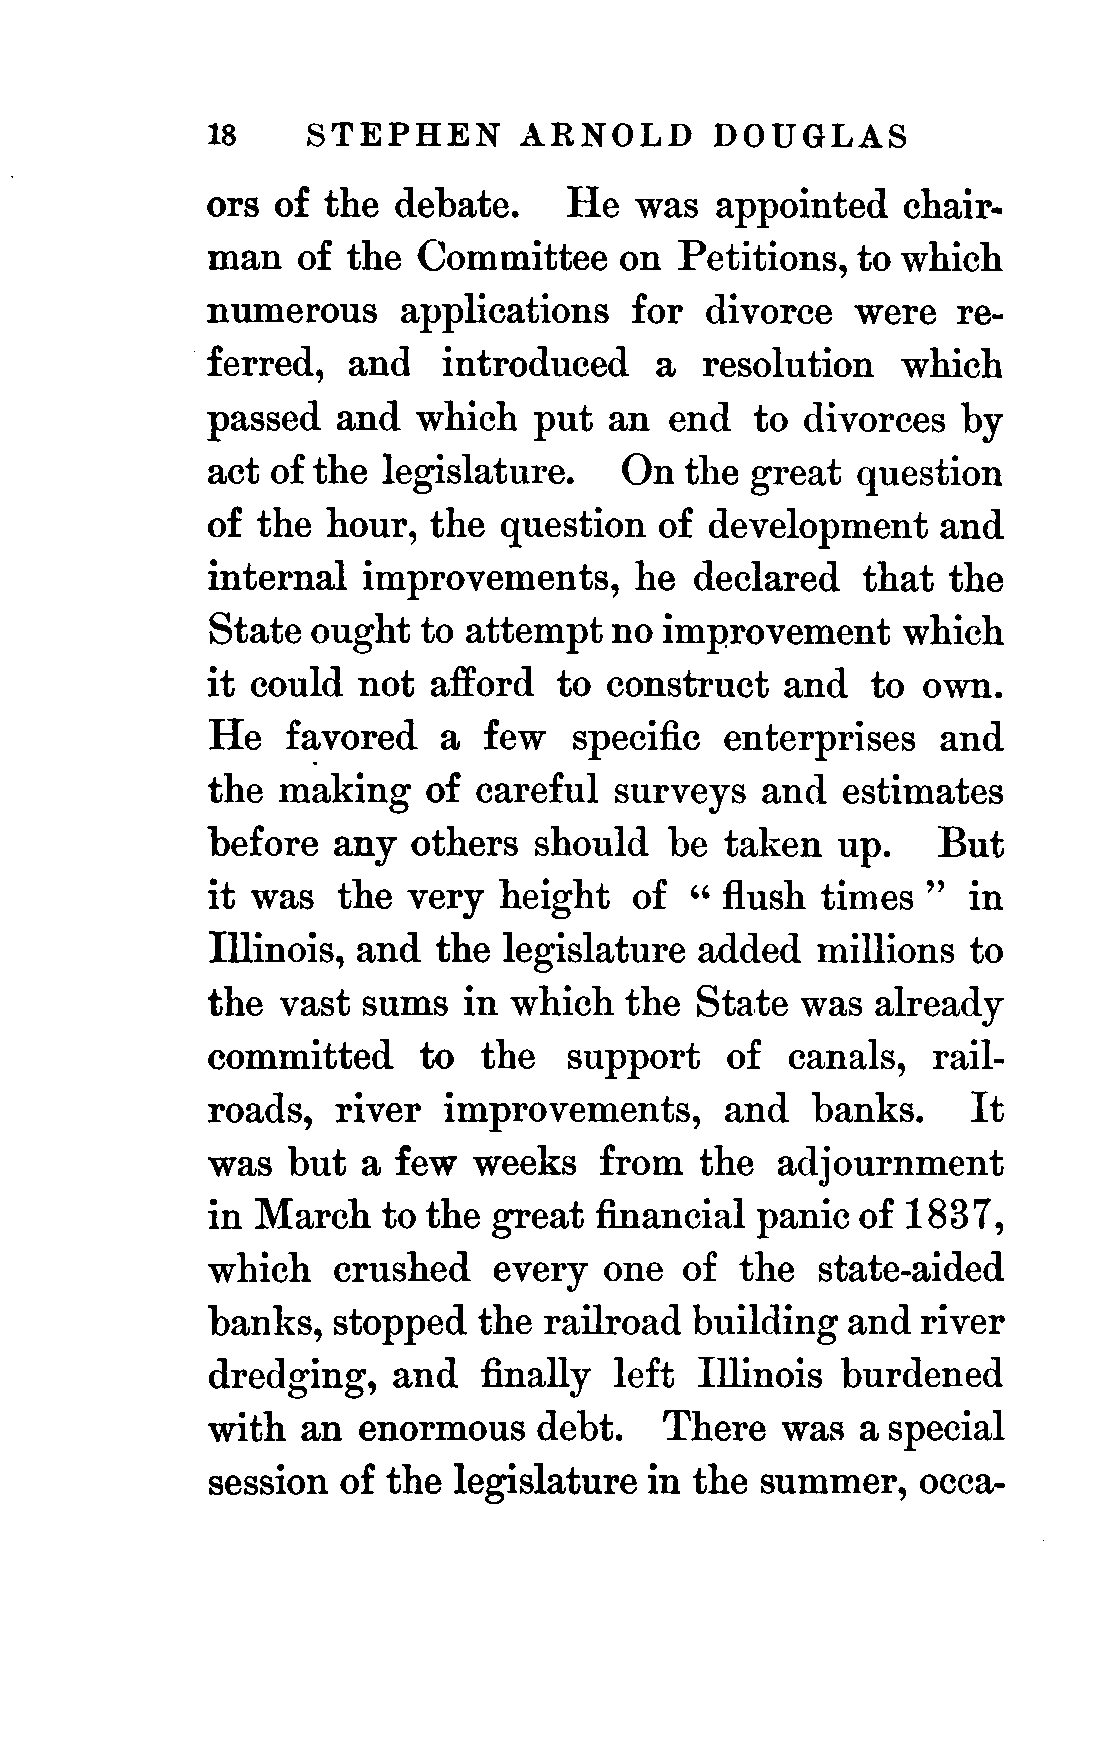 18 STEPHEN ARNOLD DOUGLAS
ors of the debate. He was appointed chair-
man of the Committee on Petitions, to which
numerous applications for divorce were re-
ferred, and introduced a resolution which
passed and which put an end to divorces by
act of the legislature. On the great question
of the hour, the question of development and
internal improvements, he declared that the
State ought to attempt no improvement which
it could not afford to construct and to own.
He favored a few specific enterprises and
the making of careful surveys and estimates
before any others should be taken up. But
it was the very height of “ flush times ” in
Illinois, and the legislature added millions to
the vast sums in which the State was already
committed to the support of canals, rail-
roads, river improvements, and banks. It
was but a few weeks from the adjournment
in March to the great financial panic of 1837,
which crushed every one of the state-aided
banks, stopped the railroad building and river
dredging, and finally left Illinois burdened
with an enormous debt. There was a special
session of the legislature in the summer, occa-